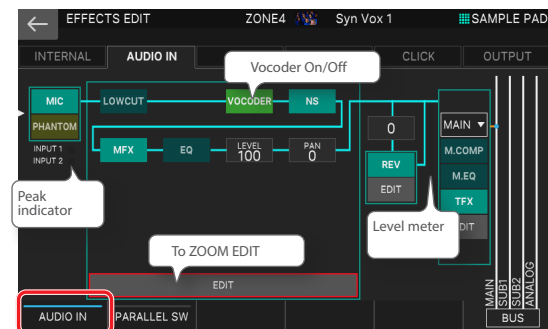 EFFECTS EDIT
ZONE4
Syn Vox 1
SAMPLE PAD
INTERNAL
AUDIO IN
CLICK
OUTPUT
Vocoder On/Off
MIC
LOWCUT
VOCODER
NS
PHANTOM
INPUT 1
INPUT 2
MFX
EQ
LEVEL
100
PAN
0
0
REV
EDIT
MAIN
M.COMP
M.EQ
TFX
DIT
Peak
indicator
Level meter
To ZOOM EDIT
EDIT
MAIN
SUB1
SUB2
ANALOG
BUS
AUDIO IN
PARALLEL SW